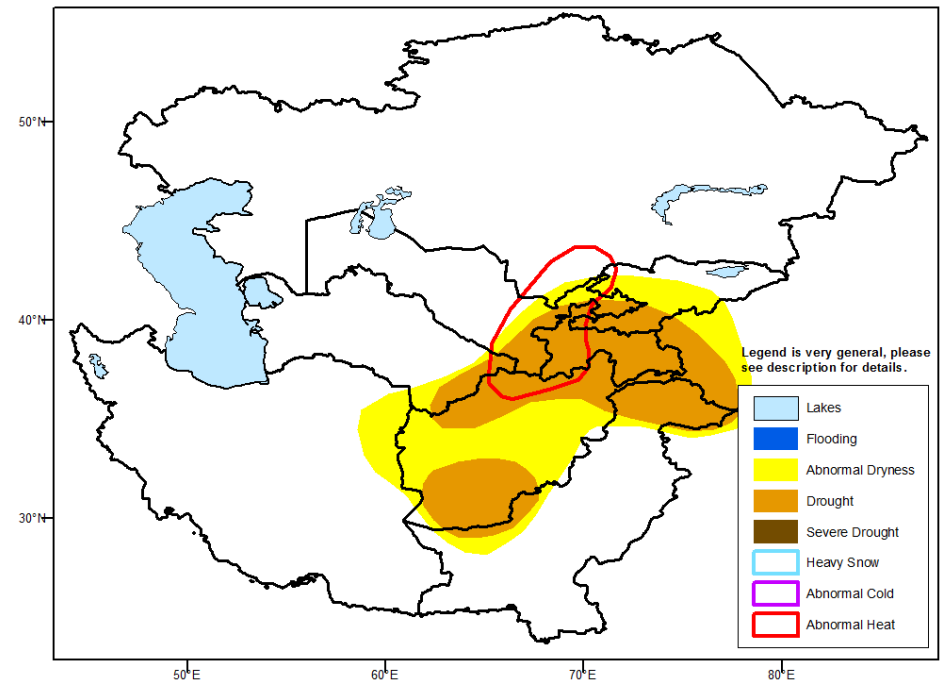 50°N
40°N
30°N
Legend is very general, please
see description for details.
Lakes
Flooding
Abnormal Dryness
Drought
Severe Drought
Heavy Snow
Abnormal Cold
Abnormal Heat
50°E 60°E 70°E 80°E